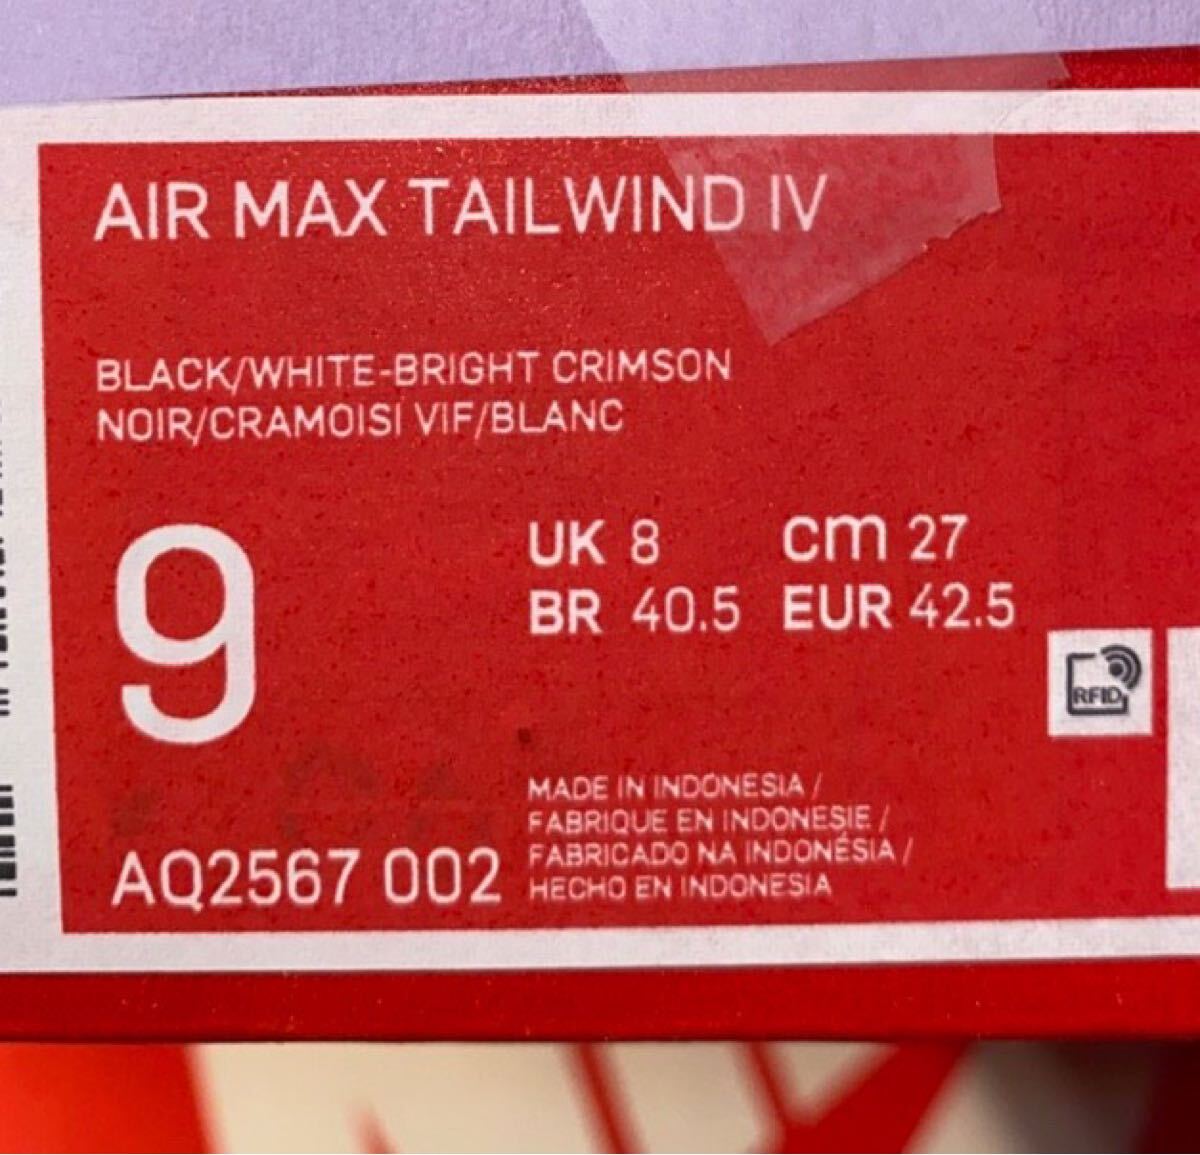 AIR MAX TAILWIND IV
BLACK/WHITE-BRIGHT CRIMSON
NOIR/CRAMOISI VIF/BLANC
9
UK 8 cm 27
BR 40.5 EUR 42.5
RFID
MADE IN INDONESIA /
FABRIQUE EN INDONESIE /
FABRICADO NA INDONÉSIA /
HECHO EN INDONESIA
AQ2567 002